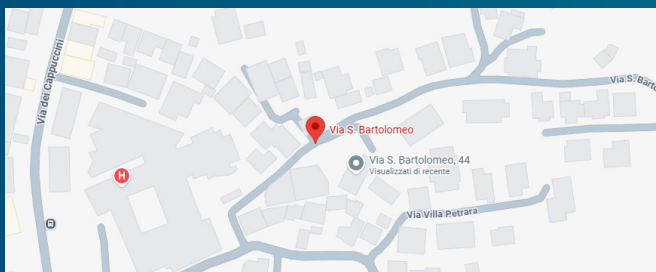 Via dei Cappuccini
Via S. Barto
Via S. Bartolomeo
Via S. Bartolomeo, 44
Visualizzati di recente
H
Via Villa Petrara